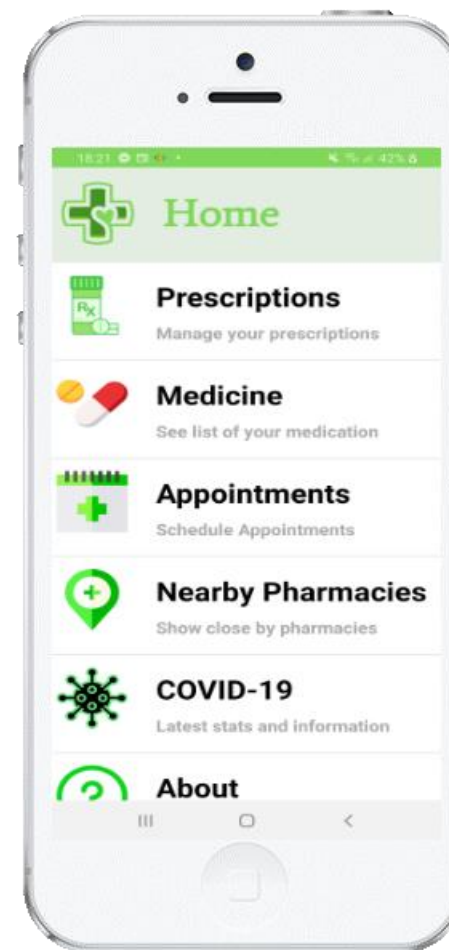 18:21
42%
Home
Rx
Prescriptions
Manage your prescriptions
Medicine
See list of your medication
Appointments
Schedule Appointments
Nearby Pharmacies
Show close by pharmacies
COVID-19
Latest stats and information
About